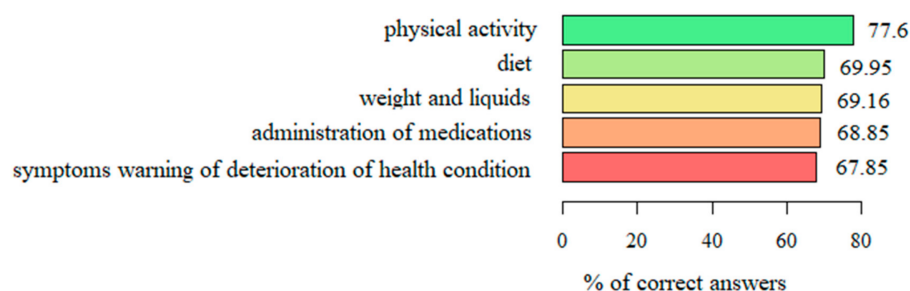 physical activity 77.6
diet 69.95
weight and liquids 69.16
administration of medications 68.85
symptoms warning of deterioration of health condition 67.85
0 20 40 60 80
% of correct answers